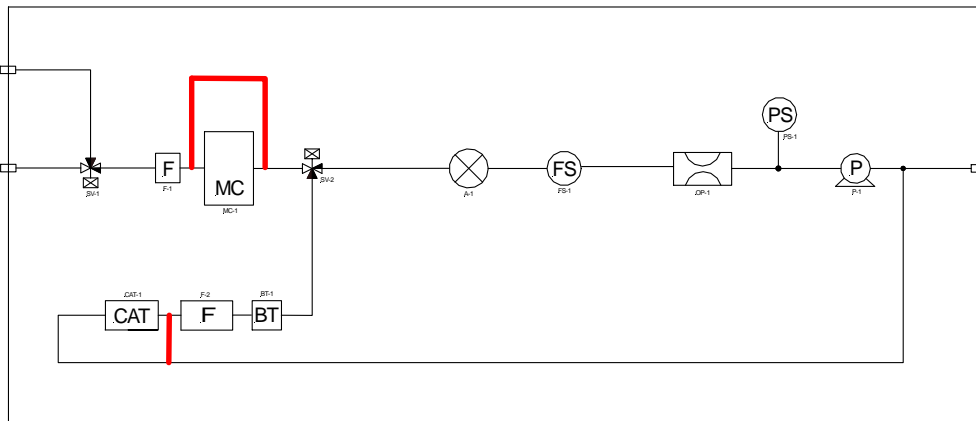 PS
PS-1
F
MC
FS
P
SV-1
F-1
MC-1
SV-2
A-1
FS-1
OP-1
P-1
CAT-1
F-2
BT-1
CAT
F
BT